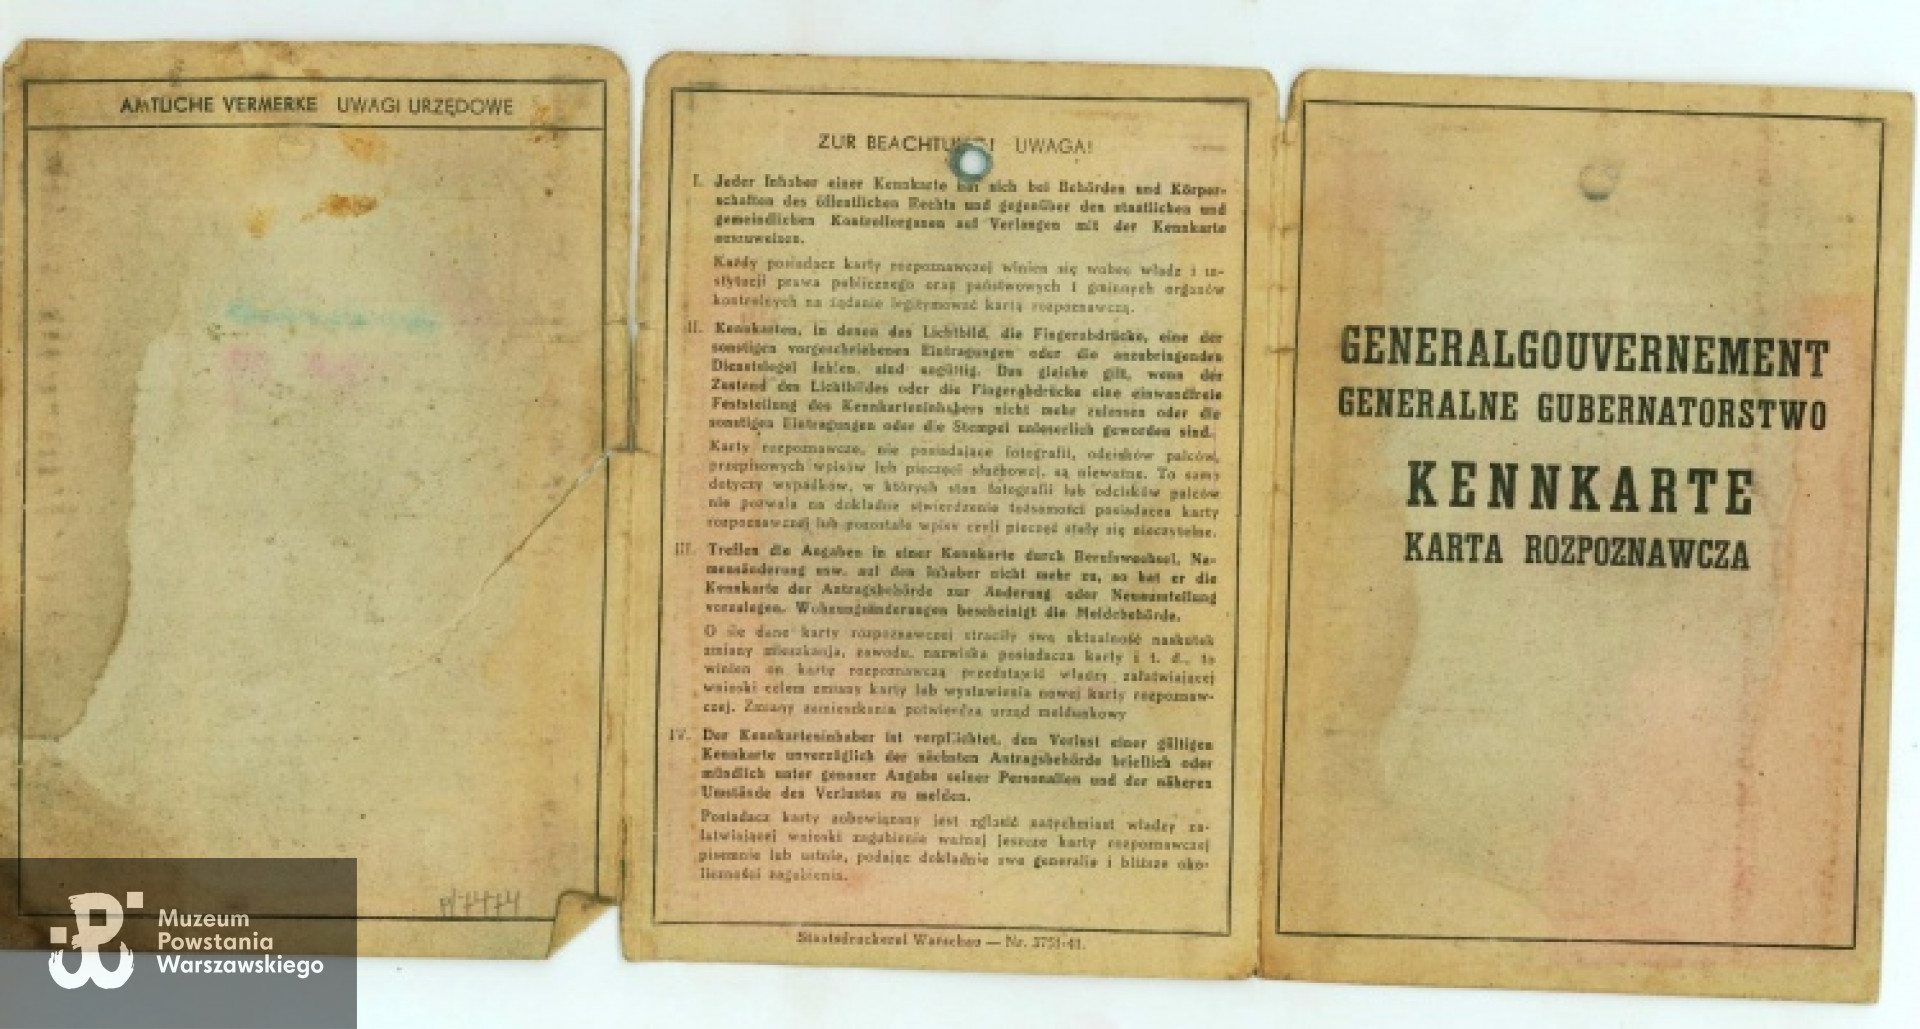 AMTLICHE VERMERKE UWAGI URZĘDOWE
P/7474
ZUR BEACHTUNG! UWAGA!
I. Jeder Inhaber einer Kennkarte hat sich bei Behörden und Körper-
schaften des öffentlichen Rechts und gegenüber den staatlichen und
gemeindlichen Kontrollorganen auf Verlangen mit der Kennkarte
auszuweisen.
Każdy posiadacz karty rozpoznawczej winien się wobec władz i in-
stytucji prawa publicznego oraz państwowych i gminnych organów
kontrolnych na żądanie legitymować kartą rozpoznawczą.
II. Kennkarten, in denen das Lichtbild, die Fingerabdrücke, eine der
sonstigen vorgeschriebenen Eintragungen oder die anzubringenden
Dienstsiegel fehlen, sind ungültig. Das gleiche gilt, wenn der
Zustand des Lichtbildes oder die Fingerabdrücke eine einwandfreie
Feststellung des Kennkarteninhabers nicht mehr zulassen oder die
sonstigen Eintragungen oder die Stempel unleserlich geworden sind.
Karty rozpoznawcze, nie posiadające fotografii, odcisków palców,
przepisowych wpisów lub pieczęci służbowej, są nieważne. To samo
dotyczy wypadków, w których stan fotografii lub odcisków palców
nie pozwala na dokładne stwierdzenie tożsamości posiadacza karty
rozpoznawczej lub pozostałe wpisy czyli pieczęć stały się nieczytelne.
III. Treffen die Angaben in einer Kennkarte durch Berufswechsel, Na-
mensänderung usw. auf den Inhaber nicht mehr zu, so hat er die
Kennkarte der Antragsbehörde zur Änderung oder Neuausstellung
vorzulegen. Wohnungsänderungen bescheinigt die Meldebehörde.
O ile dane karty rozpoznawczej straciły swą aktualność naskutek
zmiany mieszkania, zawodu, nazwiska posiadacza karty i t. d., to
winien on kartę rozpoznawczą przedstawić władzy załatwiającej
wnioski celem zmiany karty lub wystawienia nowej karty rozpoznaw-
czej. Zmiany zamieszkania potwierdza urząd meldunkowy
IV. Der Kennkarteninhaber ist verpflichtet, den Verlust einer gültigen
Kennkarte unverzüglich der nächsten Antragsbehörde brieflich oder
mündlich unter genauer Angabe seiner Personalien und der näheren
Umstände des Verlustes zu melden.
Posiadacz karty zobowiązany jest zgłosić natychmiast władzy za-
łatwiającej wnioski zagubienie ważnej jeszcze karty rozpoznawczej
pisemnie lub ustnie, podając dokładnie swe generalia i bliższe oko-
liczności zagubienia.
Staatsdruckerei Warschau — Nr. 3751-41.
GENERALGOUVERNEMENT
GENERALNE GUBERNATORSTWO
KENNKARTE
KARTA ROZPOZNAWCZA
Muzeum
Powstania
Warszawskiego